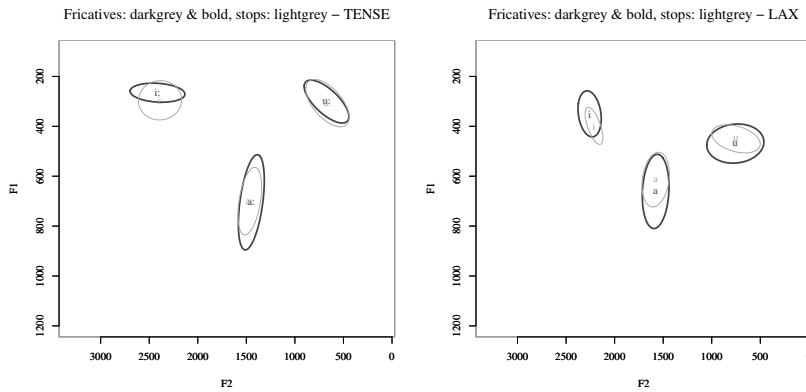 Fricatives: darkgrey & bold, stops: lightgrey – TENSE
200
400
600
800
1000
1200
F1
i:
u:
a:
3000
2500
2000
1500
1000
500
0
F2
Fricatives: darkgrey & bold, stops: lightgrey – LAX
200
400
600
800
1000
1200
F1
i
i
u
u
a
a
3000
2500
2000
1500
1000
500
F2